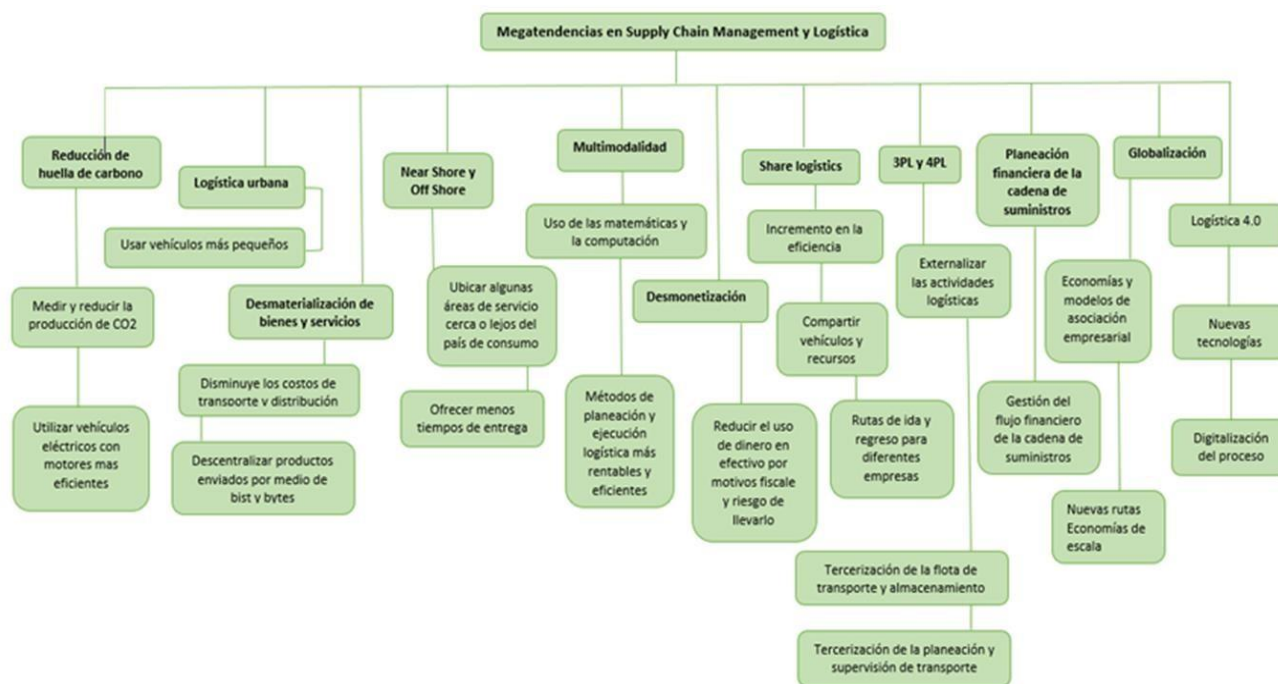 Megatendencias en Supply Chain Management y Logística
Reducción de
huella de carbono
Medir y reducir la
producción de CO2
Utilizar vehículos
eléctricos con
motores mas
eficientes
Logística urbana
Usar vehículos más pequeños
Desmaterialización de
bienes y servicios
Disminuye los costos de
transporte y distribución
Descentralizar productos
enviados por medio de
bist y bytes
Near Shore y
Off Shore
Ubicar algunas
áreas de servicio
cerca o lejos del
país de consumo
Ofrecer menos
tiempos de entrega
Multimodalidad
Uso de las matemáticas y
la computación
Métodos de
planeación y
ejecución
logística más
rentables y
eficientes
Desmonetización
Reducir el uso
de dinero en
efectivo por
motivos fiscale
y riesgo de
llevarlo
Share logistics
Incremento en la
eficiencia
Compartir
vehículos y
recursos
Rutas de ida y
regreso para
diferentes
empresas
3PL y 4PL
Externalizar
las actividades
logísticas
Tercerización de la flota de
transporte y almacenamiento
Tercerización de la planeación y
supervisión de transporte
Planeación
financiera de la
cadena de
suministros
Gestión del
flujo financiero
de la cadena de
suministros
Globalización
Economías y
modelos de
asociación
empresarial
Nuevas rutas
Economías de
escala
Logística 4.0
Nuevas
tecnologías
Digitalización
del proceso